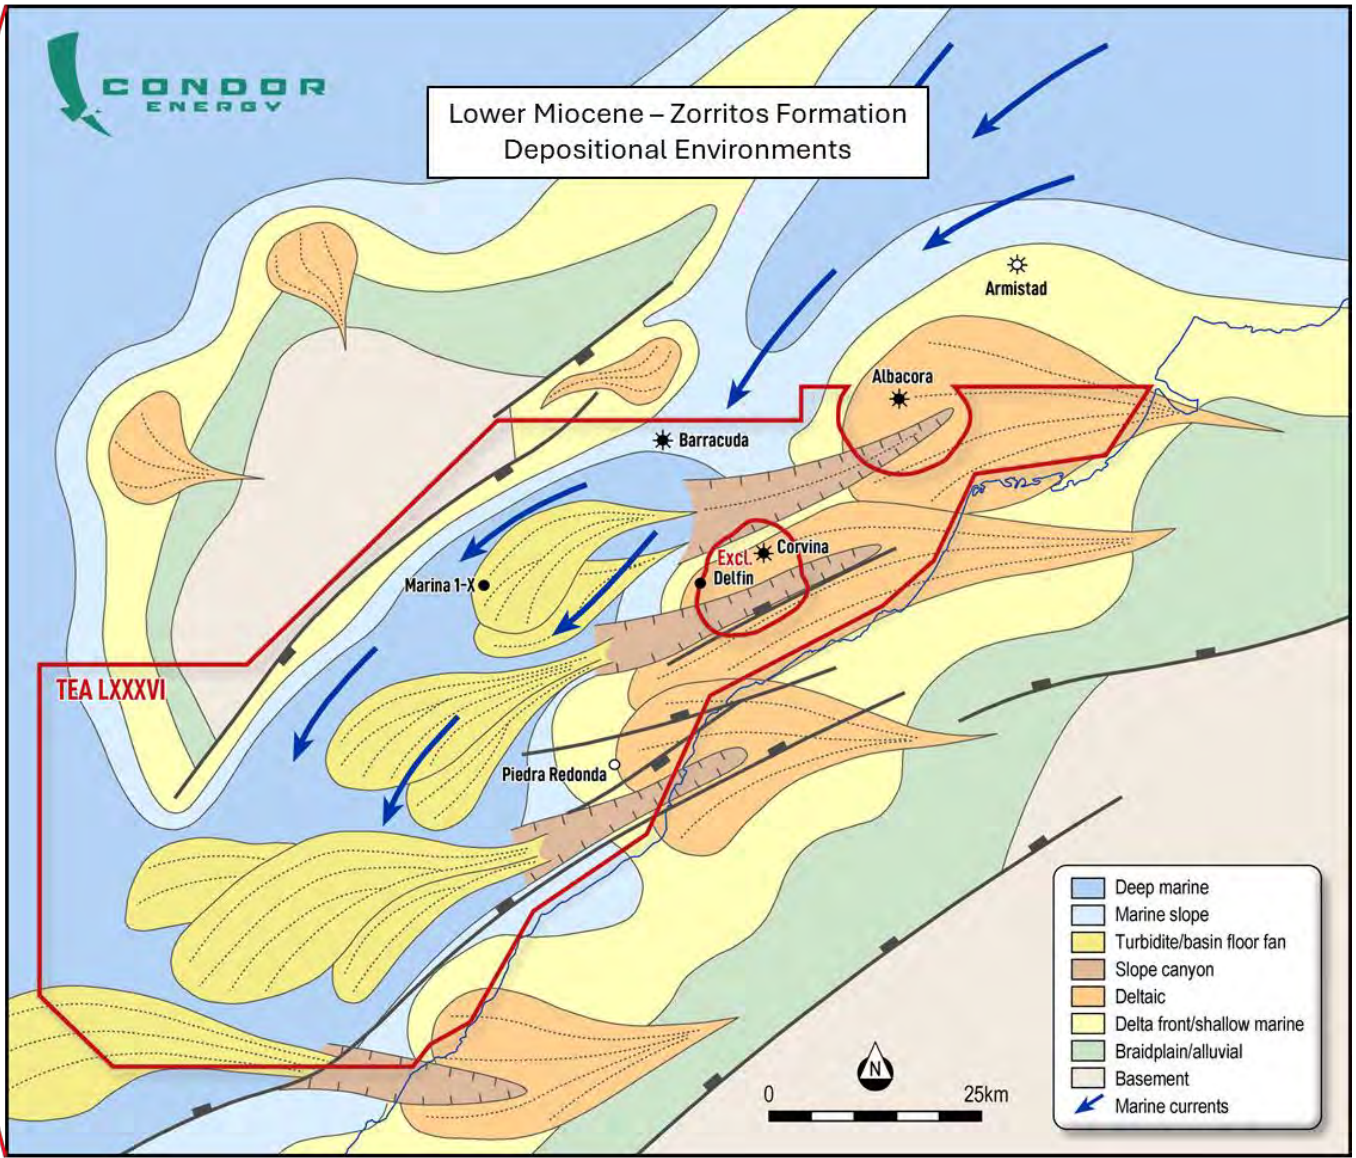 CONDOR
ENERGY
Lower Miocene – Zorritos Formation
Depositional Environments
Armistad
Albacora
Barracuda
Corvina
Excl.
Delfin
Marina 1-X
TEA LXXXVI
Piedra Redonda
Deep marine
Marine slope
Turbidite/basin floor fan
Slope canyon
Deltaic
Delta front/shallow marine
Braidplain/alluvial
Basement
Marine currents
N
0 25km